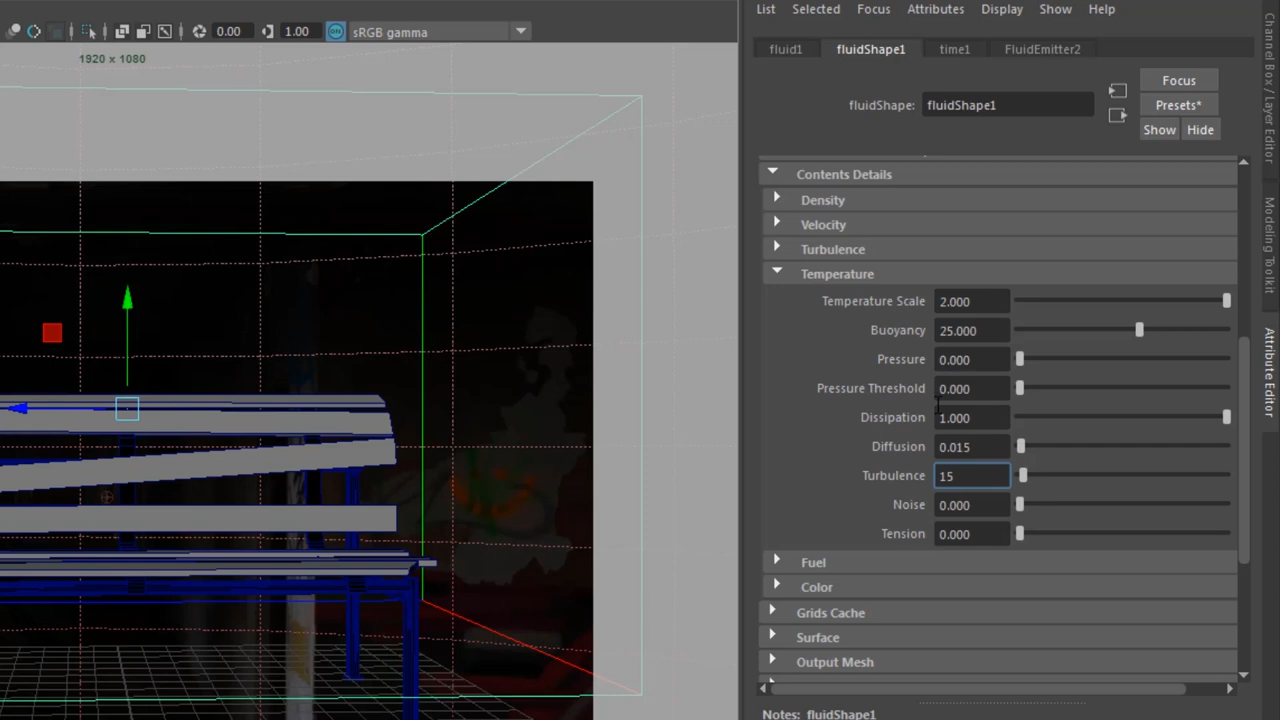 List Selected Focus Attributes Display Show Help
0.00 1.00 ON sRGB gamma
1920 x 1080
fluid1 fluidShape1 time1 FluidEmitter2
Focus
fluidShape: fluidShape1 Presets*
Show Hide
Contents Details
Density
Velocity
Turbulence
Temperature
Temperature Scale 2.000
Buoyancy 25.000
Pressure 0.000
Pressure Threshold 0.000
Dissipation 1.000
Diffusion 0.015
Turbulence 15
Noise 0.000
Tension 0.000
Fuel
Color
Grids Cache
Surface
Output Mesh
Notes: fluidShape1
Channel Box / Layer Editor
Modeling Toolkit
Attribute Editor